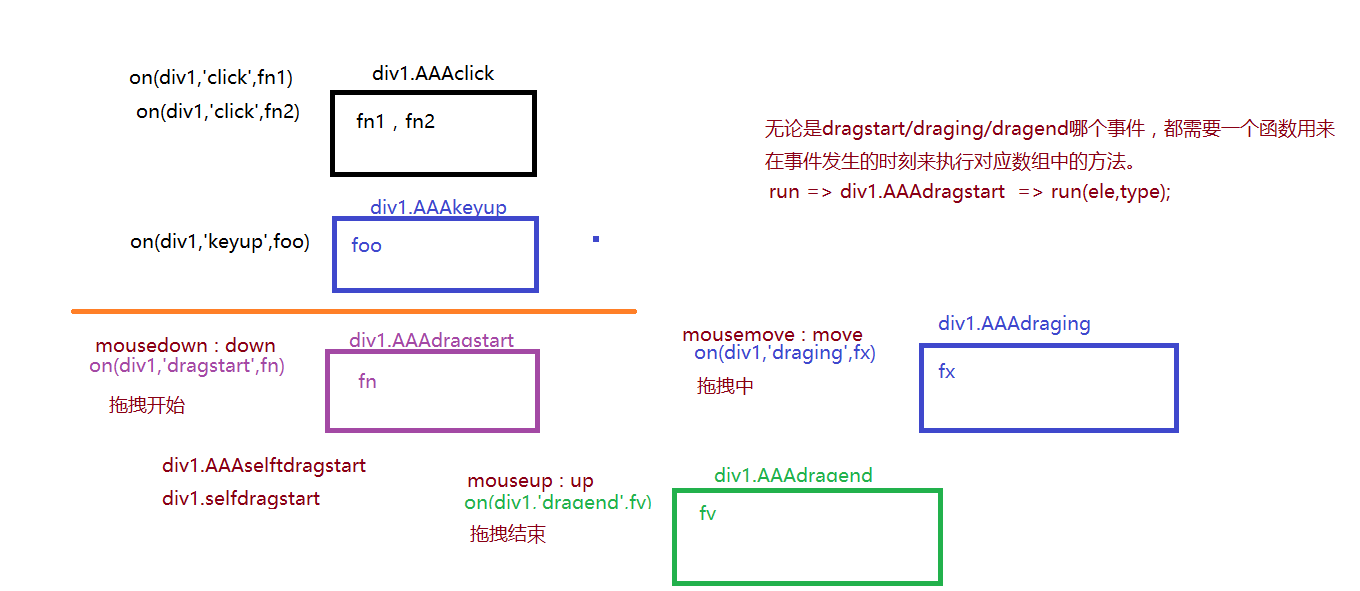 on(div1,'click',fn1)
div1.AAAclick
on(div1,'click',fn2)
fn1，fn2
无论是dragstart/draging/dragend哪个事件，都需要一个函数用来
在事件发生的时刻来执行对应数组中的方法。
run => div1.AAAdragstart => run(ele,type);
div1.AAAkeyup
on(div1,'keyup',foo)
foo
mousedown：down
div1.AAAdragstart
on(div1,'dragstart',fn)
fn
拖拽开始
mousemove：move
div1.AAAdraging
on(div1,'draging',fx)
fx
拖拽中
div1.AAAselftdragstart
div1.selfdragstart
mouseup：up
div1.AAAdragend
on(div1,'dragend',fv)
fv
拖拽结束